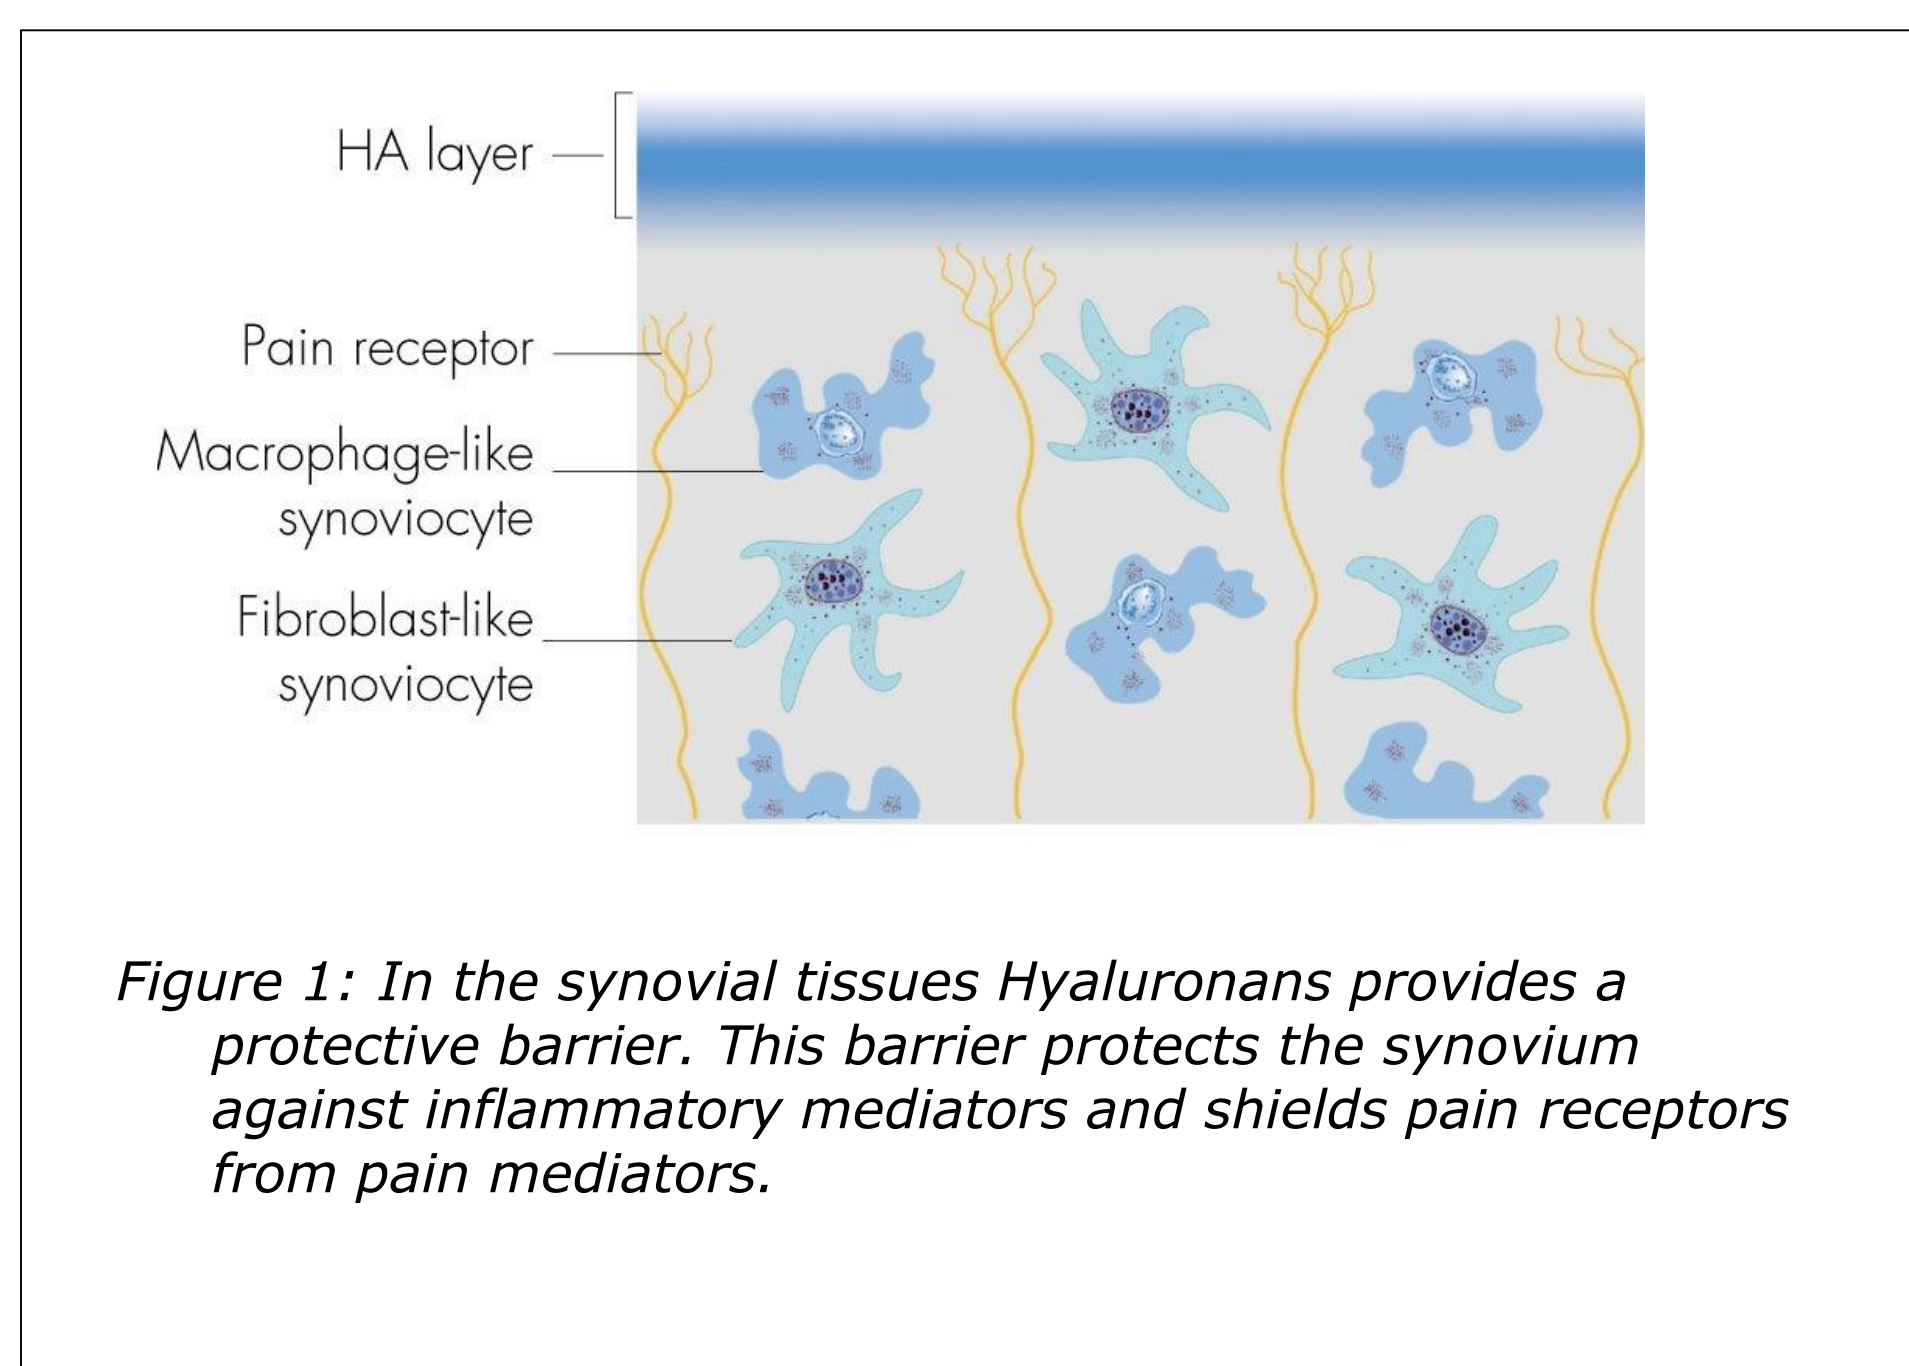 HA layer
Pain receptor
Macrophage-like
synoviocyte
Fibroblast-like
synoviocyte
Figure 1: In the synovial tissues Hyaluronans provides a
protective barrier. This barrier protects the synovium
against inflammatory mediators and shields pain receptors
from pain mediators.